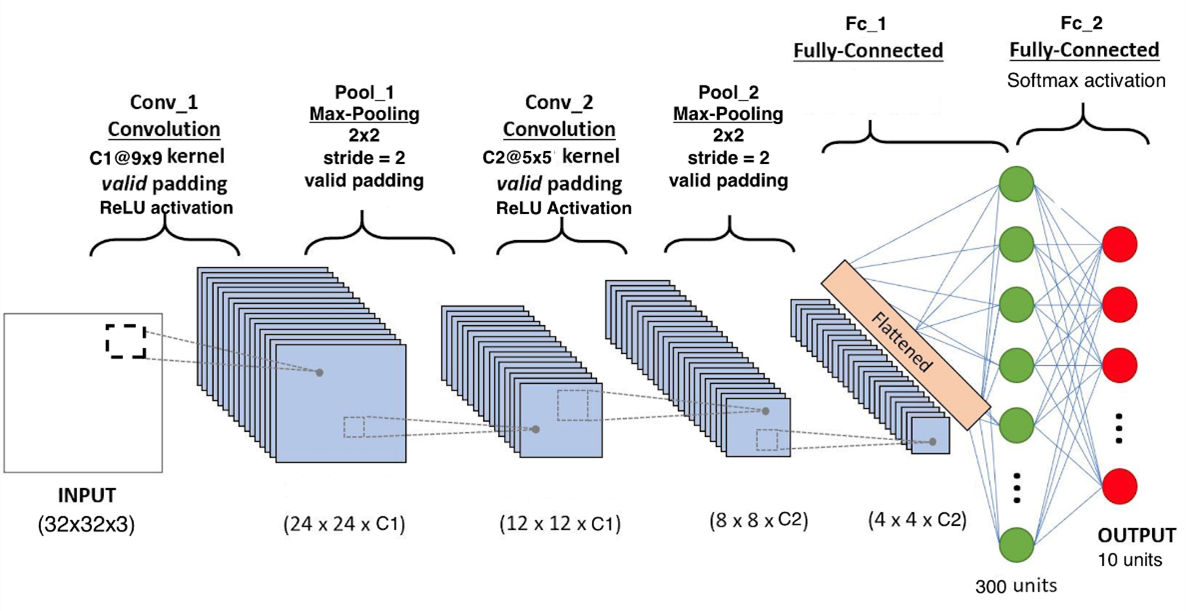 Fc_1
Fully-Connected
Fc_2
Fully-Connected
Softmax activation
Conv_1
Convolution
C1@9x9 kernel
valid padding
ReLU activation
Pool_1
Max-Pooling
2x2
stride = 2
valid padding
Conv_2
Convolution
C2@5x5 kernel
valid padding
ReLU Activation
Pool_2
Max-Pooling
2x2
stride = 2
valid padding
Flattened
INPUT
(32x32x3)
(24 x 24 x C1)
(12 x 12 x C1)
(8 x 8 x C2)
(4 x 4 x C2)
300 units
OUTPUT
10 units